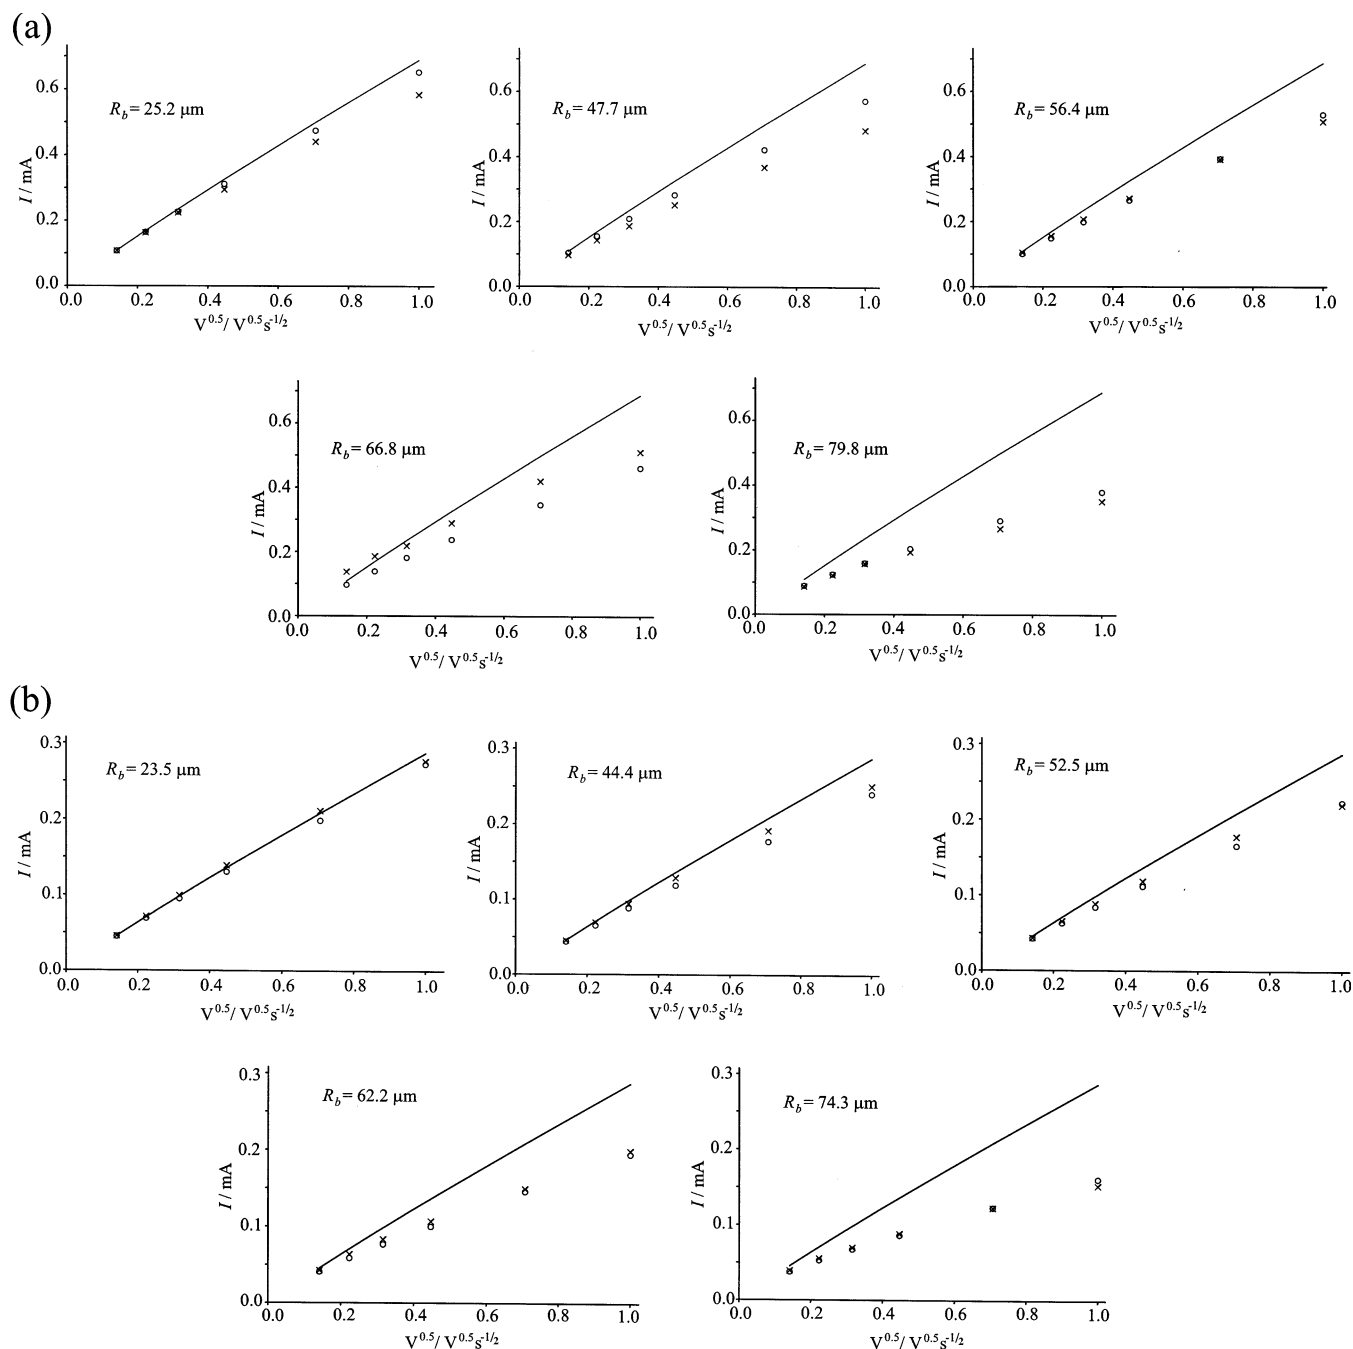 (a)
I / mA
0.6
0.4
0.2
0.0
R_b = 25.2 μm
0.0 0.2 0.4 0.6 0.8 1.0
V^0.5/ V^0.5 s^-1/2
I / mA
0.6
0.4
0.2
0.0
R_b = 47.7 μm
0.0 0.2 0.4 0.6 0.8 1.0
V^0.5/ V^0.5 s^-1/2
I / mA
0.6
0.4
0.2
0.0
R_b = 56.4 μm
0.0 0.2 0.4 0.6 0.8 1.0
V^0.5/ V^0.5 s^-1/2
I / mA
0.6
0.4
0.2
0.0
R_b = 66.8 μm
0.0 0.2 0.4 0.6 0.8 1.0
V^0.5/ V^0.5 s^-1/2
I / mA
0.6
0.4
0.2
0.0
R_b = 79.8 μm
0.0 0.2 0.4 0.6 0.8 1.0
V^0.5/ V^0.5 s^-1/2
(b)
I / mA
0.3
0.2
0.1
0.0
R_b = 23.5 μm
0.0 0.2 0.4 0.6 0.8 1.0
V^0.5/ V^0.5 s^-1/2
I / mA
0.3
0.2
0.1
0.0
R_b = 44.4 μm
0.0 0.2 0.4 0.6 0.8 1.0
V^0.5/ V^0.5 s^-1/2
I / mA
0.3
0.2
0.1
0.0
R_b = 52.5 μm
0.0 0.2 0.4 0.6 0.8 1.0
V^0.5/ V^0.5 s^-1/2
I / mA
0.3
0.2
0.1
0.0
R_b = 62.2 μm
0.0 0.2 0.4 0.6 0.8 1.0
V^0.5/ V^0.5 s^-1/2
I / mA
0.3
0.2
0.1
0.0
R_b = 74.3 μm
0.0 0.2 0.4 0.6 0.8 1.0
V^0.5/ V^0.5 s^-1/2